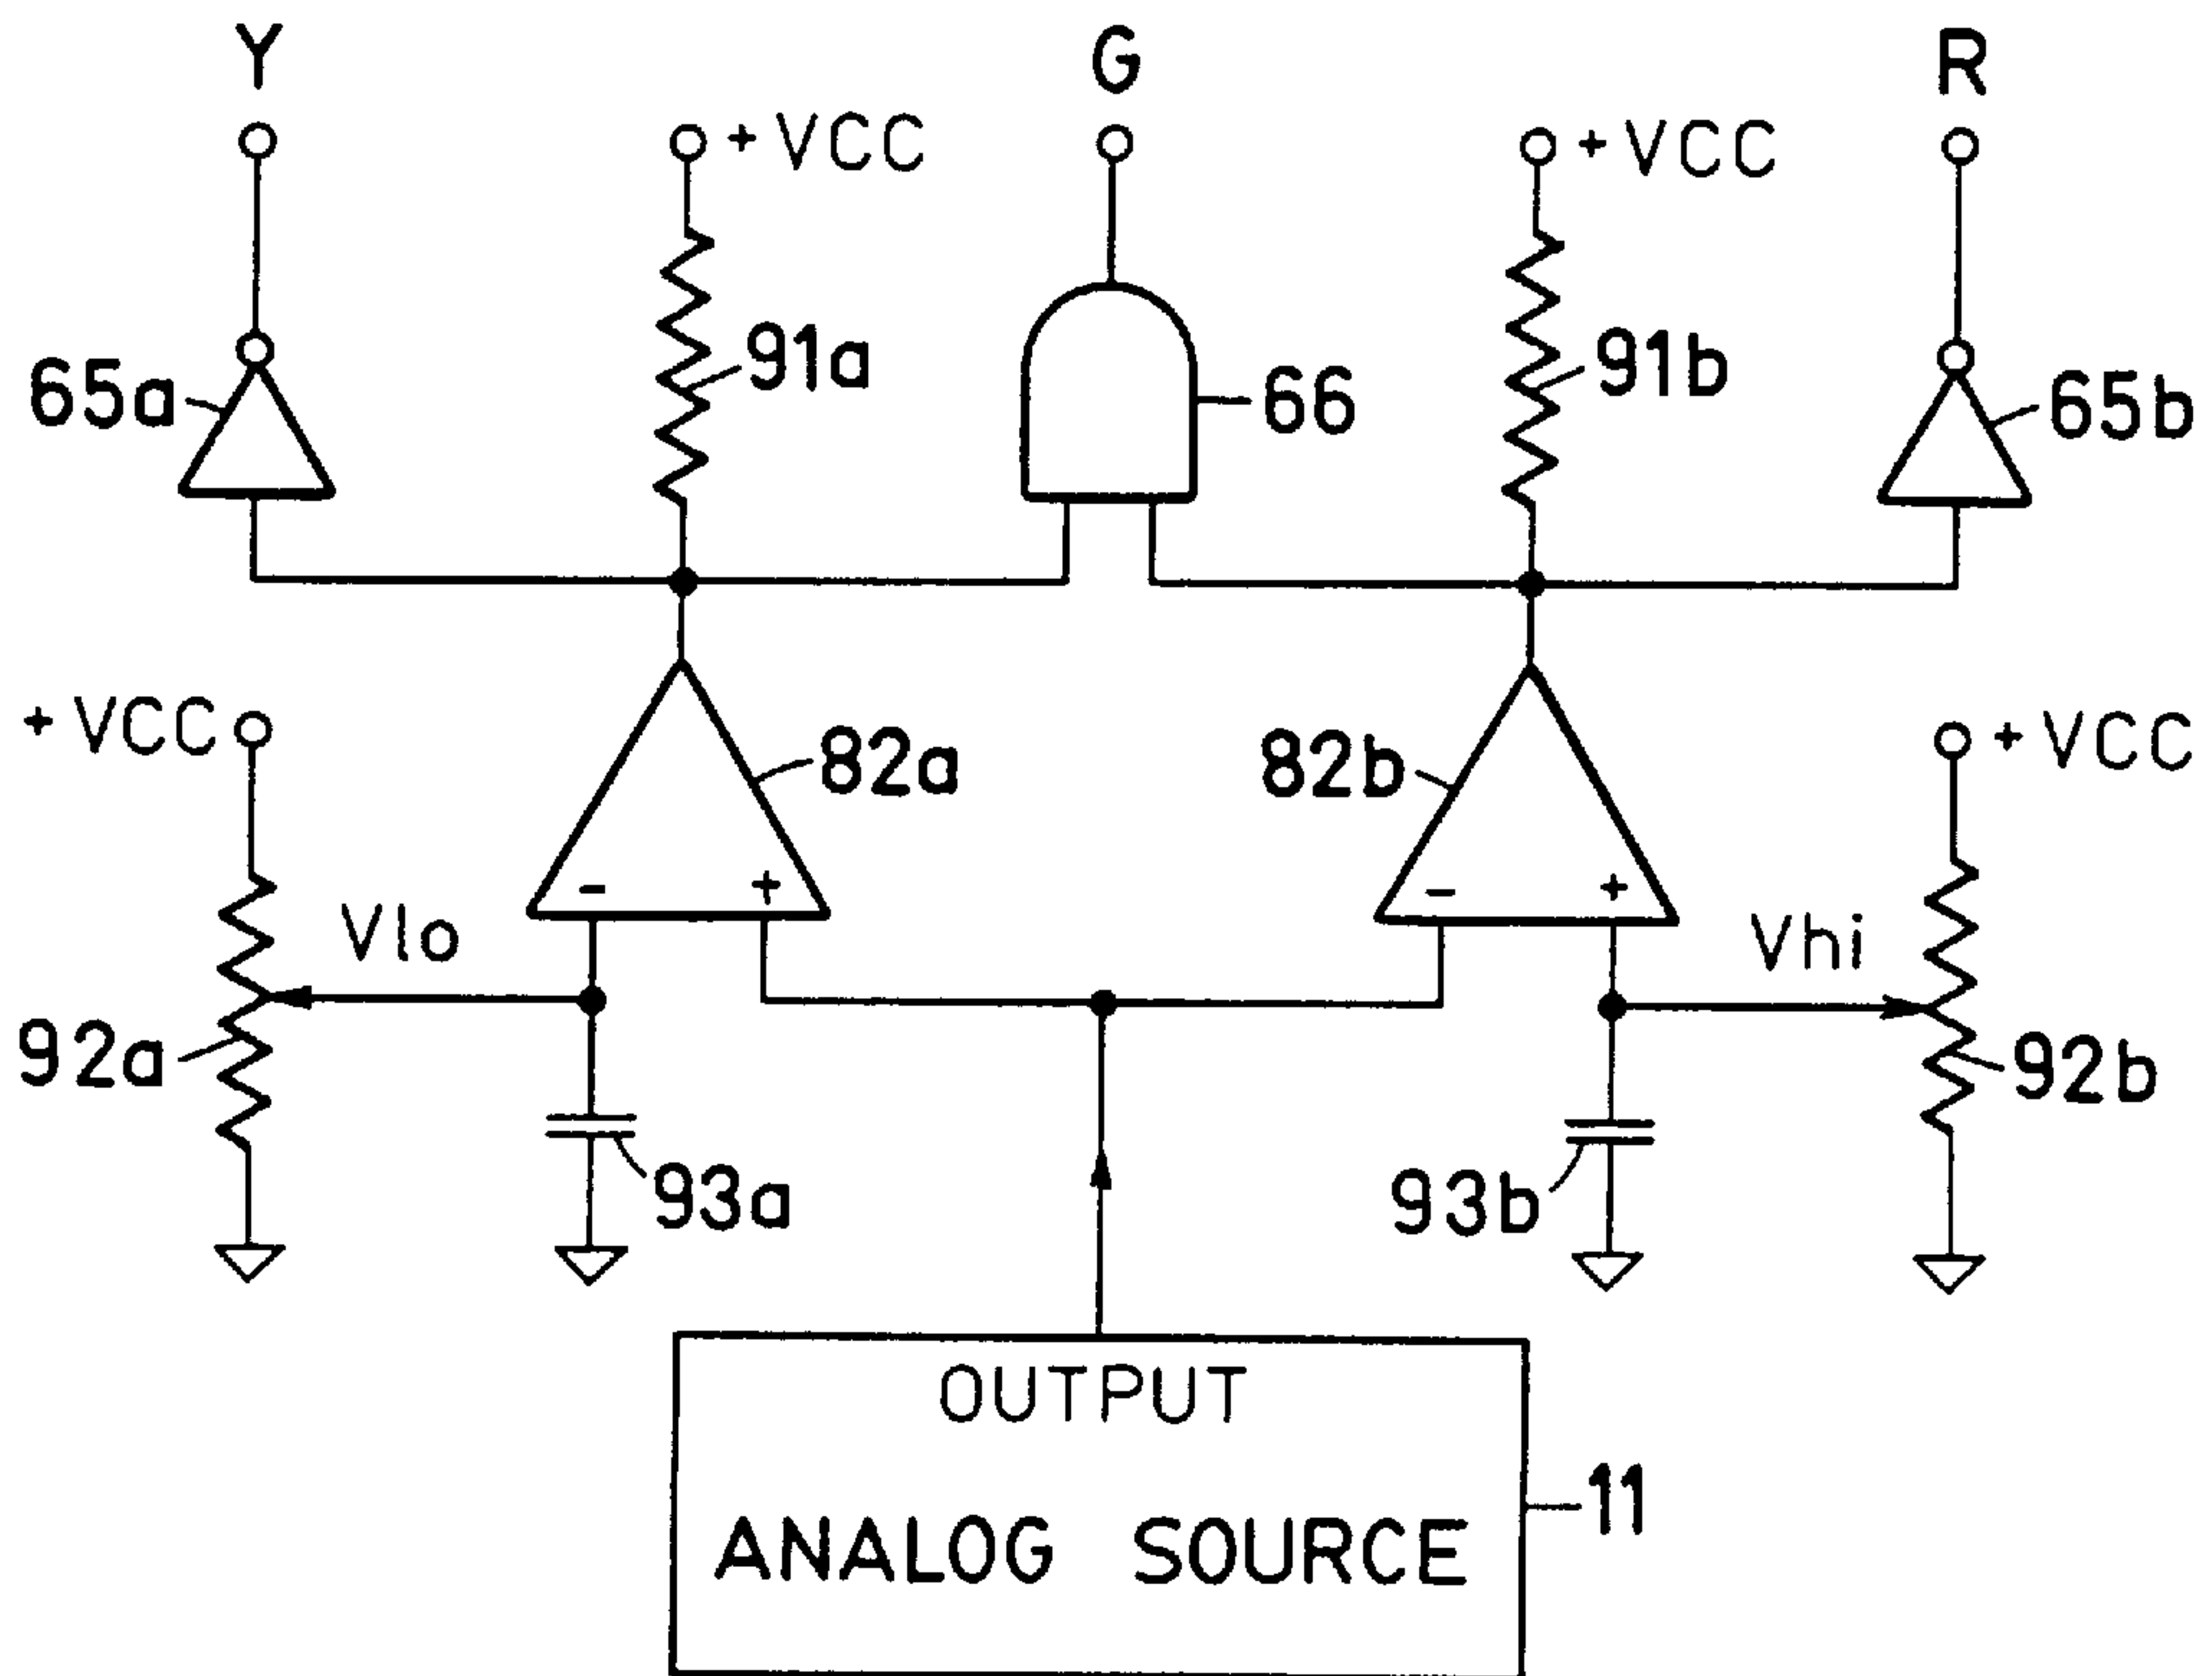 Y
G
R
+VCC
+VCC
65a
91a
66
91b
65b
+VCC
82a
82b
+VCC
-
+
-
+
Vlo
Vhi
92a
92b
93a
93b
OUTPUT
11
ANALOG SOURCE